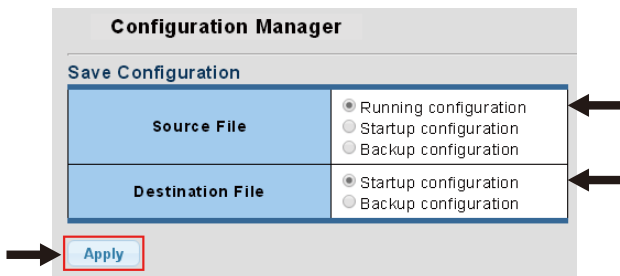 Configuration Manager
Save Configuration
Source File
Running configuration
Startup configuration
Backup configuration
Destination File
Startup configuration
Backup configuration
Apply